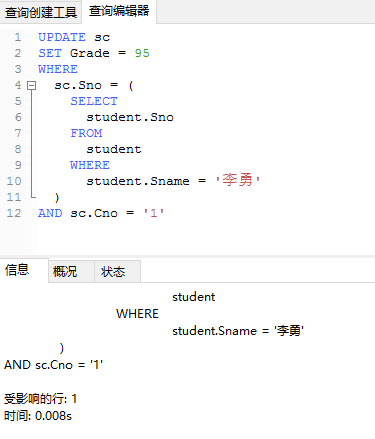 查询创建工具 查询编辑器
1 UPDATE sc
2 SET Grade = 95
3 WHERE
4 sc.Sno = (
5 SELECT
6 student.Sno
7 FROM
8 student
9 WHERE
10 student.Sname = '李勇'
11 )
12 AND sc.Cno = '1'
信息 概况 状态
student
WHERE
student.Sname = '李勇'
)
AND sc.Cno = '1'
受影响的行: 1
时间: 0.008s